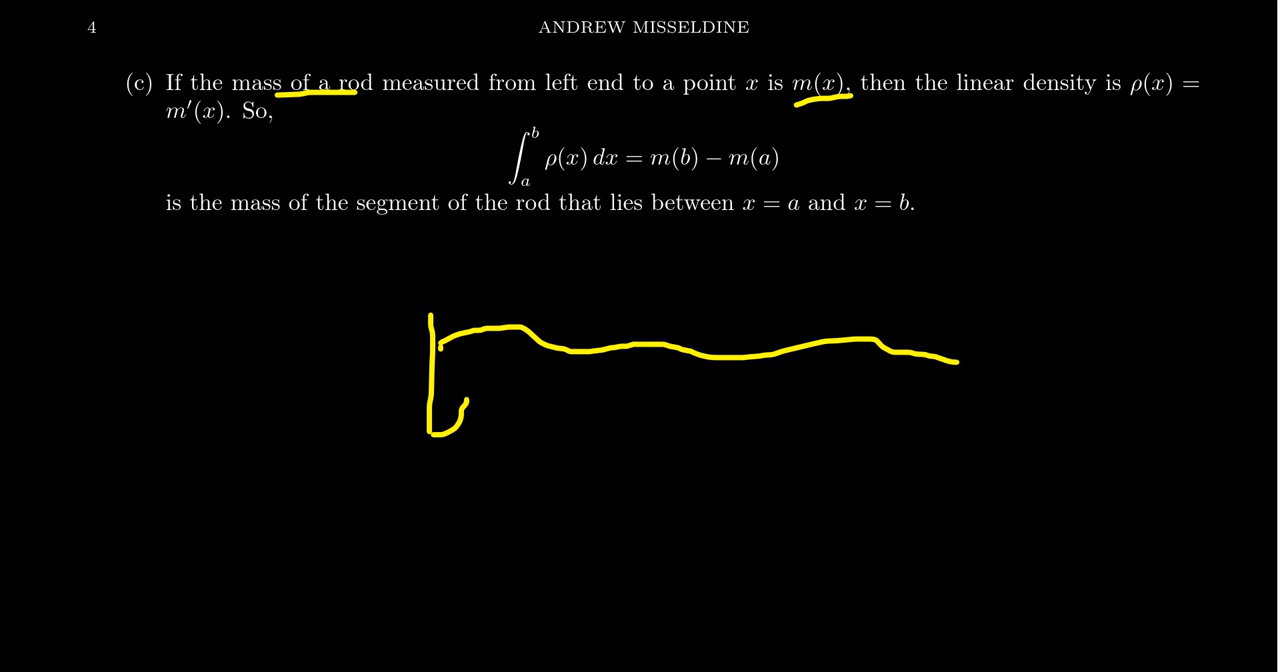 4
ANDREW MISSELDINE
(c) If the mass of a rod measured from left end to a point x is m(x), then the linear density is ρ(x) =
m′(x). So,
∫_a^b ρ(x) dx = m(b) − m(a)
is the mass of the segment of the rod that lies between x = a and x = b.